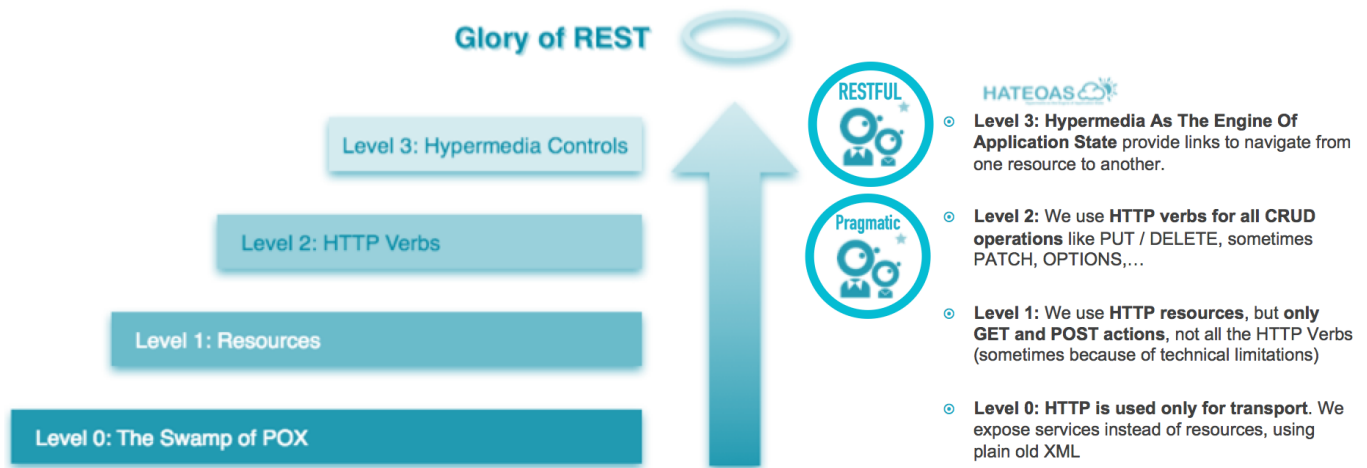 Glory of REST
Level 3: Hypermedia Controls
Level 2: HTTP Verbs
Level 1: Resources
Level 0: The Swamp of POX
RESTFUL
Pragmatic
HATEOAS
Level 3: Hypermedia As The Engine Of
Application State provide links to navigate from
one resource to another.
Level 2: We use HTTP verbs for all CRUD
operations like PUT / DELETE, sometimes
PATCH, OPTIONS,…
Level 1: We use HTTP resources, but only
GET and POST actions, not all the HTTP Verbs
(sometimes because of technical limitations)
Level 0: HTTP is used only for transport. We
expose services instead of resources, using
plain old XML